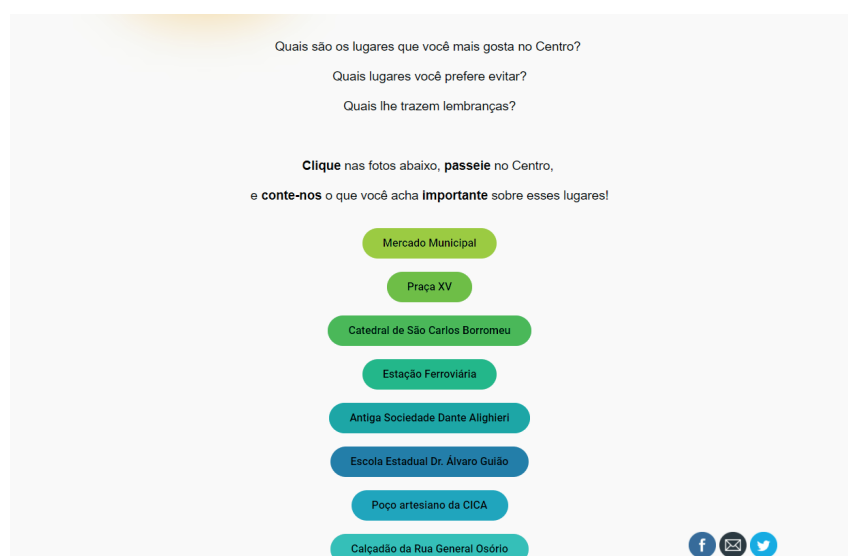 Quais são os lugares que você mais gosta no Centro?
Quais lugares você prefere evitar?
Quais lhe trazem lembranças?
Clique nas fotos abaixo, passeie no Centro,
e conte-nos o que você acha importante sobre esses lugares!
Mercado Municipal
Praça XV
Catedral de São Carlos Borromeu
Estação Ferroviária
Antiga Sociedade Dante Alighieri
Escola Estadual Dr. Álvaro Guião
Poço artesiano da CICA
Calçadão da Rua General Osório